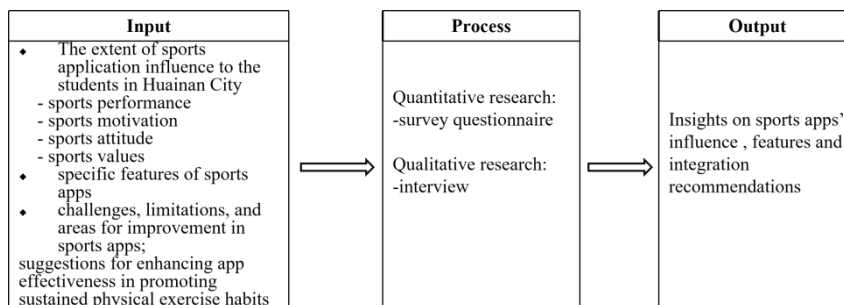 Input
◆ The extent of sports
application influence to the
students in Huainan City
- sports performance
- sports motivation
- sports attitude
- sports values
◆ specific features of sports
apps
◆ challenges, limitations, and
areas for improvement in
sports apps;
suggestions for enhancing app
effectiveness in promoting
sustained physical exercise habits
Process
Quantitative research:
-survey questionnaire
Qualitative research:
-interview
Output
Insights on sports apps'
influence , features and
integration
recommendations